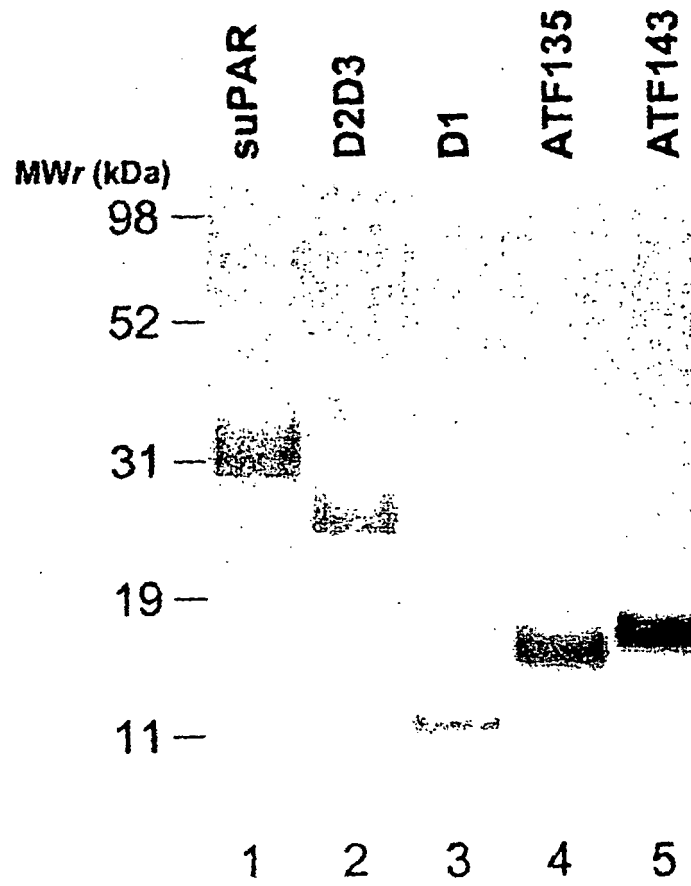 suPAR
D2D3
D1
ATF135
ATF143
MWr (kDa)
98
52
31
19
11
1 2 3 4 5